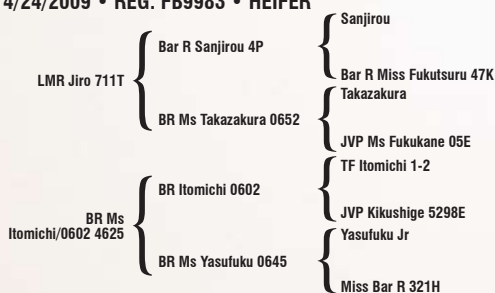 4/24/2009 • REG. FB9983 • HEIFER
Sanjirou
Bar R Sanjirou 4P
Bar R Miss Fukutsuru 47K
LMR Jiro 711T
Takazakura
BR Ms Takazakura 0652
JVP Ms Fukukane 05E
TF Itomichi 1-2
BR Itomichi 0602
JVP Kikushige 5298E
BR Ms
Itomichi/0602 4625
Yasufuku Jr
BR Ms Yasufuku 0645
Miss Bar R 321H